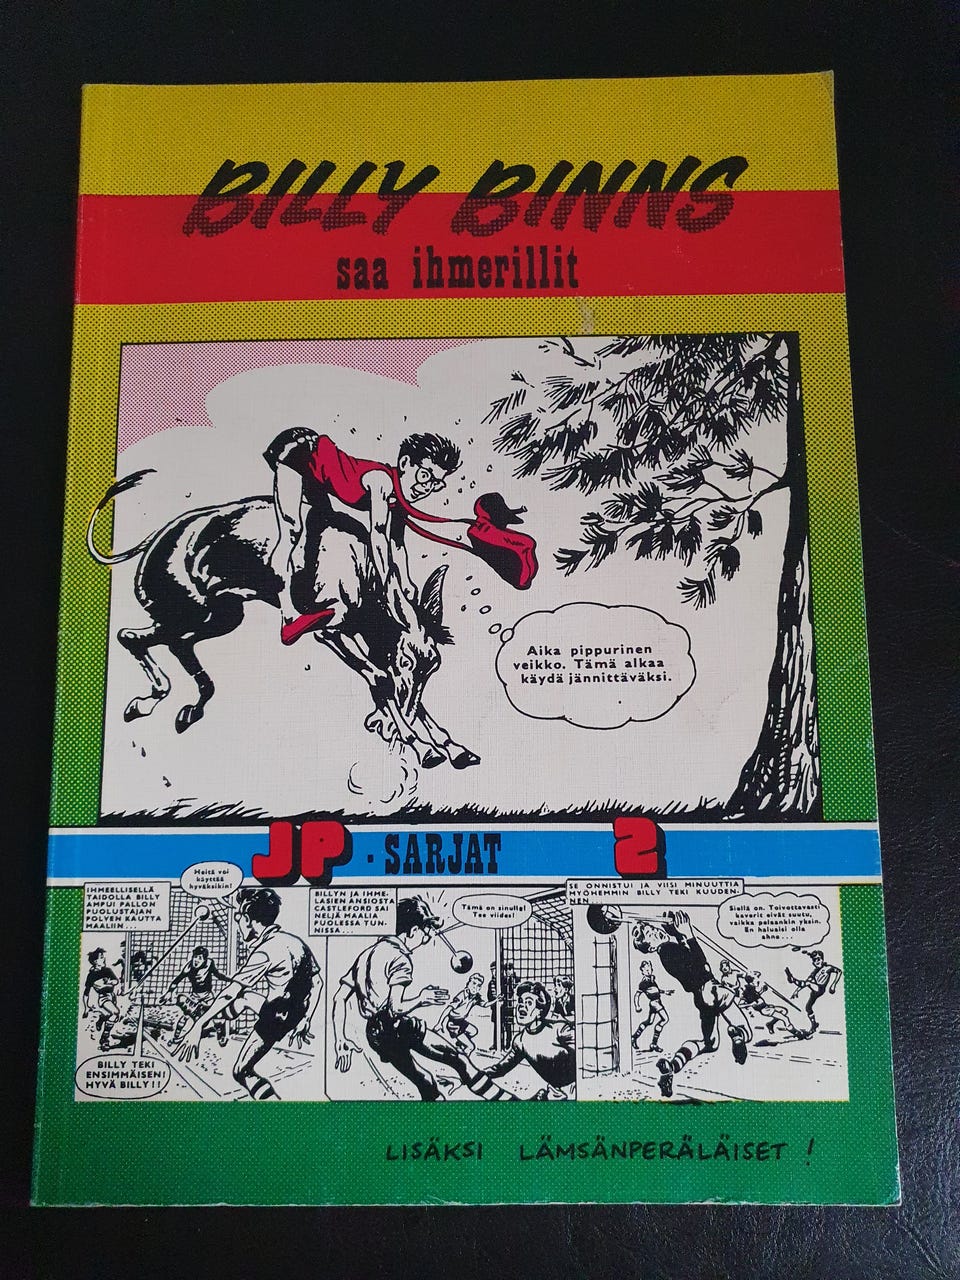 BILLY BINNS
saa ihmerillit
Aika pippurinen
veikko. Tämä alkaa
käydä jännittäväksi.
JP · SARJAT 2
IHMEELLISELLÄ
TAIDOLLA BILLY
AMPUI PALLON
PUOLUSTAJAN
POLVEN KAUTTA
MAALIIN...
Heitä voi
käyttää
hyväksikin!
BILLY TEKI
ENSIMMÄISEN!
HYVÄ BILLY!!
BILLYN JA IHME-
LASIEN ANSIOSTA
CASTLEFORD SAI
NELJÄ MAALIA
PUOLESSA TUN-
NISSA...
Tämä on sinulle!
Tee viides!
SE ONNISTUI JA VIISI MINUUTTIA
MYÖHEMMIN BILLY TEKI KUUDEN-
NEN
Siellä on. Toivottavasti
kaverit eivät suutu,
vaikka pelaankin yksin.
En haluaisi olla
ahne...
LISÄKSI LÄMSÄNPERÄLÄISET !